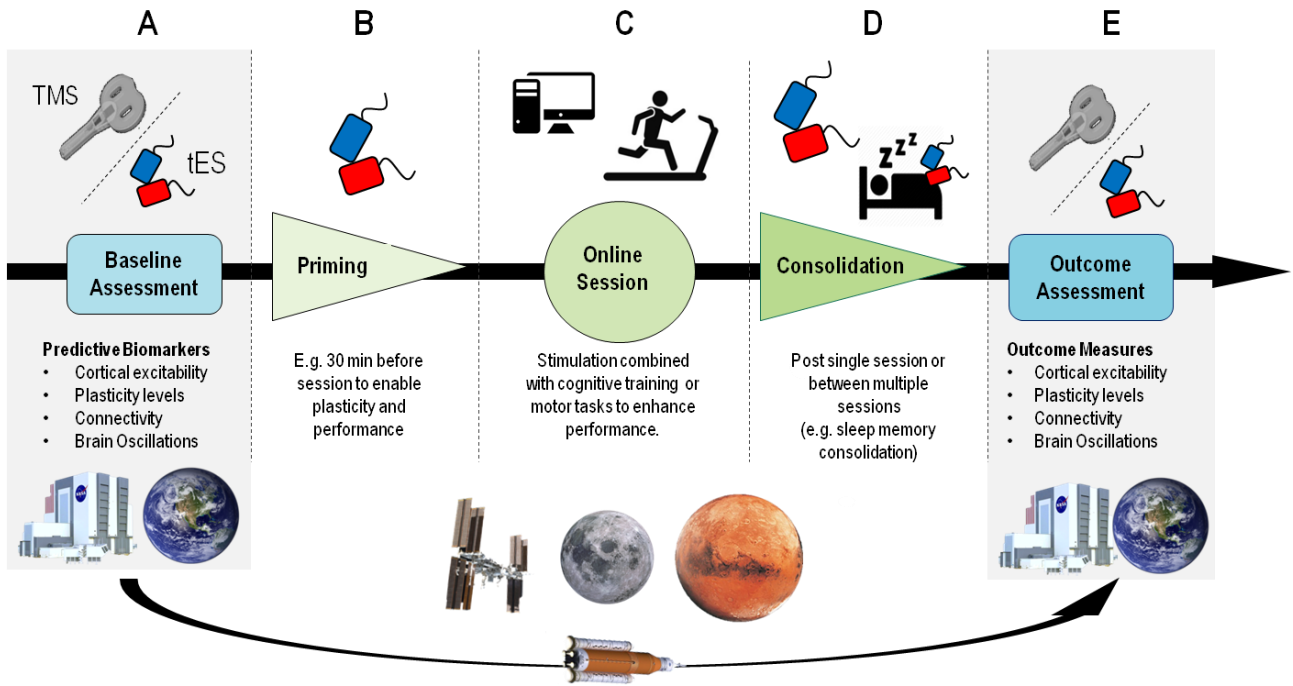 A
B
C
D
E
TMS
tES
z z z
Baseline
Assessment
Priming
Online
Session
Consolidation
Outcome
Assessment
Predictive Biomarkers
• Cortical excitability
• Plasticity levels
• Connectivity
• Brain Oscillations
E.g. 30 min before
session to enable
plasticity and
performance
Stimulation combined
with cognitive training or
motor tasks to enhance
performance.
Post single session or
between multiple
sessions
(e.g. sleep memory
consolidation)
Outcome Measures
• Cortical excitability
• Plasticity levels
• Connectivity
• Brain Oscillations
NASA
NASA